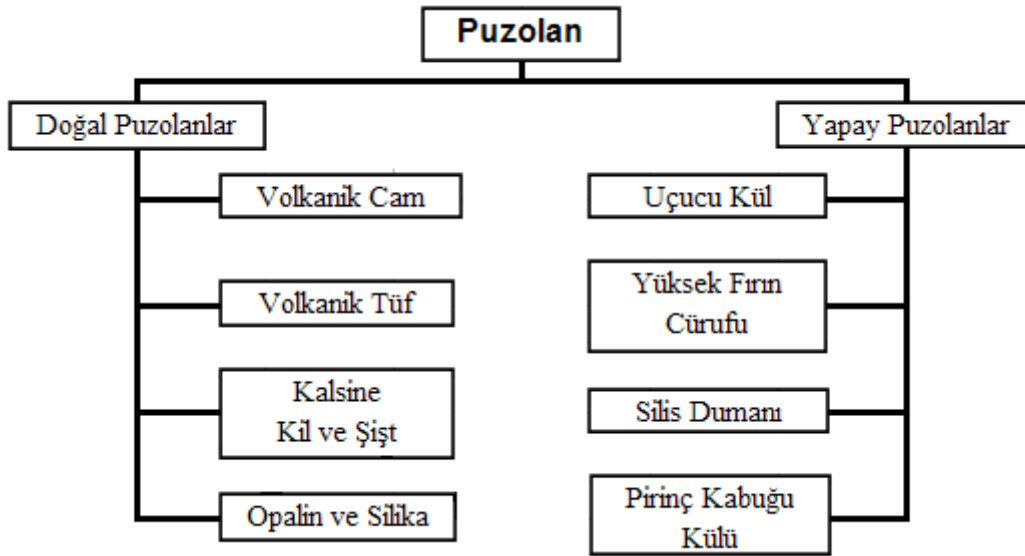 Puzolan
Doğal Puzolanlar
Volkanik Cam
Volkanik Tüf
Kalsine
Kil ve Şişt
Opalin ve Silika
Yapay Puzolanlar
Uçucu Kül
Yüksek Fırın
Cürufu
Silis Dumanı
Pirinç Kabuğu
Külü